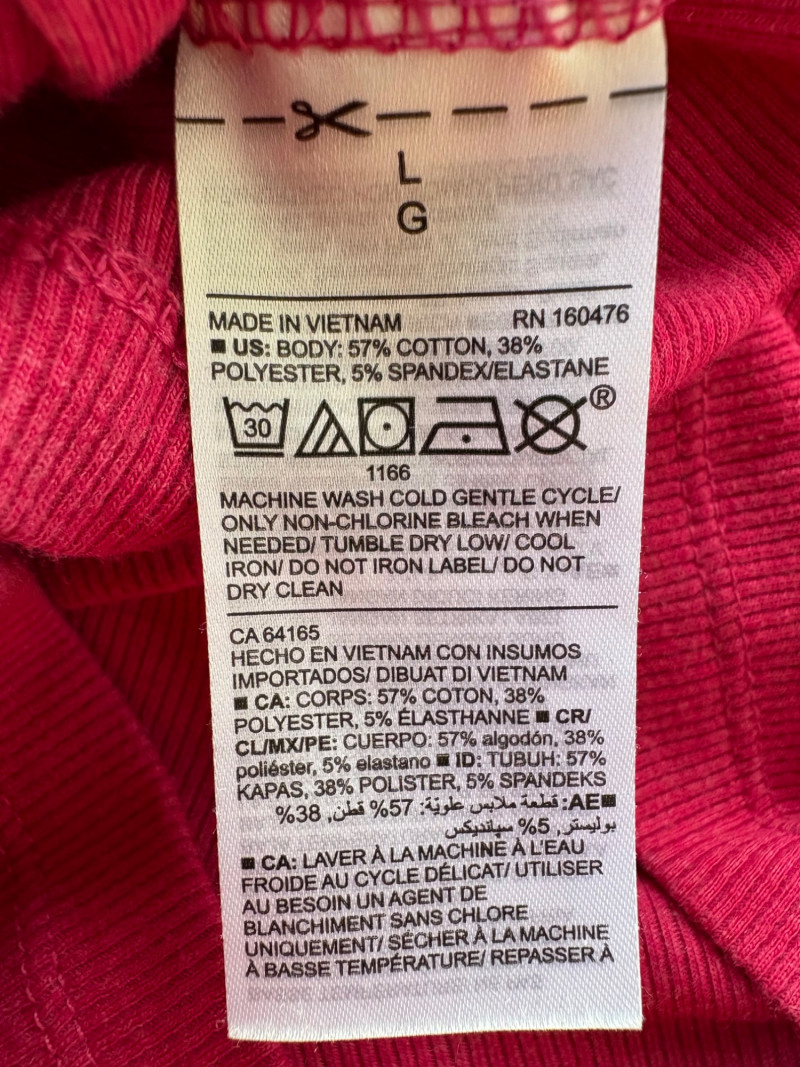 L
G
MADE IN VIETNAM RN 160476
■ US: BODY: 57% COTTON, 38%
POLYESTER, 5% SPANDEX/ELASTANE
30 ®
1166
MACHINE WASH COLD GENTLE CYCLE/
ONLY NON-CHLORINE BLEACH WHEN
NEEDED/ TUMBLE DRY LOW/ COOL
IRON/ DO NOT IRON LABEL/ DO NOT
DRY CLEAN
CA 64165
HECHO EN VIETNAM CON INSUMOS
IMPORTADOS/ DIBUAT DI VIETNAM
■ CA: CORPS: 57% COTON, 38%
POLYESTER, 5% ÉLASTHANNE ■ CR/
CL/MX/PE: CUERPO: 57% algodón, 38%
poliéster, 5% elastano ■ ID: TUBUH: 57%
KAPAS, 38% POLISTER, 5% SPANDEKS
■AE: قطعة ملابس علويّة: 57% قطن, 38%
بوليستر, 5% سپانديكس
■ CA: LAVER À LA MACHINE À L'EAU
FROIDE AU CYCLE DÉLICAT/ UTILISER
AU BESOIN UN AGENT DE
BLANCHIMENT SANS CHLORE
UNIQUEMENT/ SÉCHER À LA MACHINE
À BASSE TEMPÉRATURE/ REPASSER À